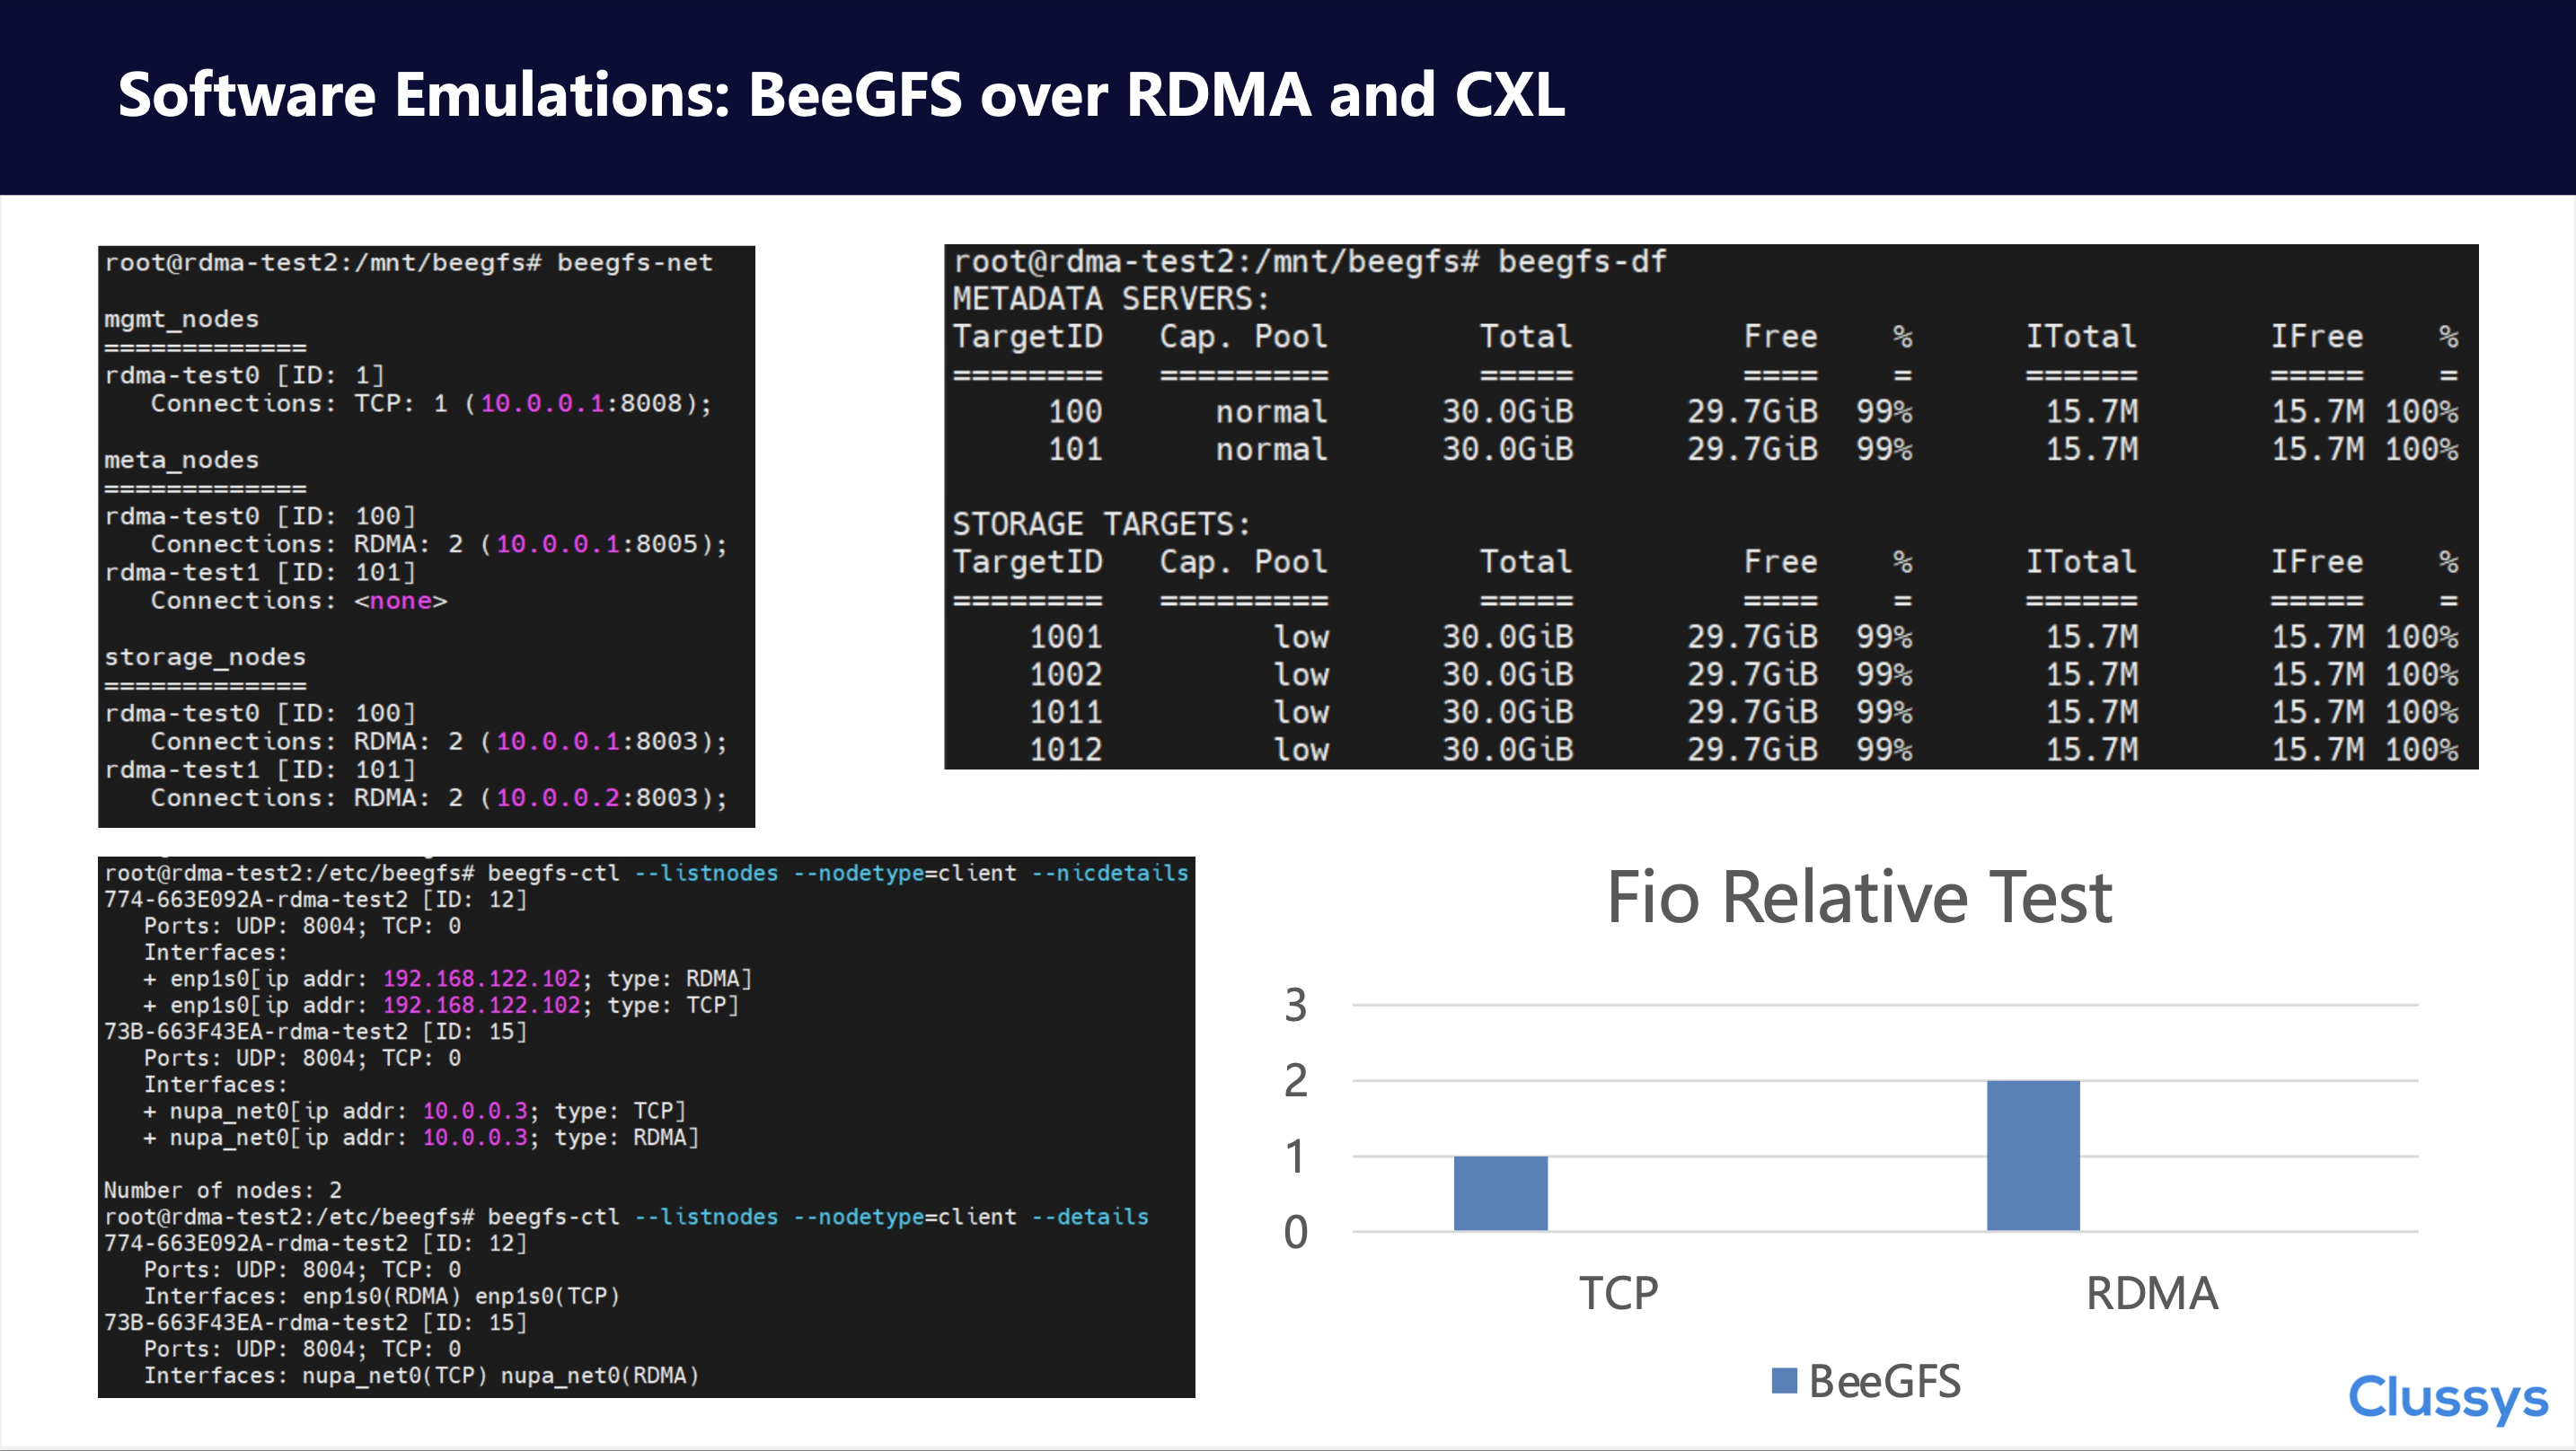 Software Emulations: BeeGFS over RDMA and CXL
root@rdma-test2:/mnt/beegfs# beegfs-net
mgmt_nodes
=============
rdma-test0 [ID: 1]
   Connections: TCP: 1 (10.0.0.1:8008);
meta_nodes
=============
rdma-test0 [ID: 100]
   Connections: RDMA: 2 (10.0.0.1:8005);
rdma-test1 [ID: 101]
   Connections: <none>
storage_nodes
=============
rdma-test0 [ID: 100]
   Connections: RDMA: 2 (10.0.0.1:8003);
rdma-test1 [ID: 101]
   Connections: RDMA: 2 (10.0.0.2:8003);
root@rdma-test2:/mnt/beegfs# beegfs-df
METADATA SERVERS:
TargetID   Cap. Pool        Total         Free    %      ITotal       IFree    %
========   =========        =====         ====    =      ======       =====    =
     100      normal      30.0GiB      29.7GiB  99%       15.7M       15.7M 100%
     101      normal      30.0GiB      29.7GiB  99%       15.7M       15.7M 100%
STORAGE TARGETS:
TargetID   Cap. Pool        Total         Free    %      ITotal       IFree    %
========   =========        =====         ====    =      ======       =====    =
    1001         low      30.0GiB      29.7GiB  99%       15.7M       15.7M 100%
    1002         low      30.0GiB      29.7GiB  99%       15.7M       15.7M 100%
    1011         low      30.0GiB      29.7GiB  99%       15.7M       15.7M 100%
    1012         low      30.0GiB      29.7GiB  99%       15.7M       15.7M 100%
root@rdma-test2:/etc/beegfs# beegfs-ctl --listnodes --nodetype=client --nicdetails
774-663E092A-rdma-test2 [ID: 12]
   Ports: UDP: 8004; TCP: 0
   Interfaces:
   + enp1s0[ip addr: 192.168.122.102; type: RDMA]
   + enp1s0[ip addr: 192.168.122.102; type: TCP]
73B-663F43EA-rdma-test2 [ID: 15]
   Ports: UDP: 8004; TCP: 0
   Interfaces:
   + nupa_net0[ip addr: 10.0.0.3; type: TCP]
   + nupa_net0[ip addr: 10.0.0.3; type: RDMA]
Number of nodes: 2
root@rdma-test2:/etc/beegfs# beegfs-ctl --listnodes --nodetype=client --details
774-663E092A-rdma-test2 [ID: 12]
   Ports: UDP: 8004; TCP: 0
   Interfaces: enp1s0(RDMA) enp1s0(TCP)
73B-663F43EA-rdma-test2 [ID: 15]
   Ports: UDP: 8004; TCP: 0
   Interfaces: nupa_net0(TCP) nupa_net0(RDMA)
Fio Relative Test
3
2
1
0
TCP RDMA
BeeGFS
Clussys